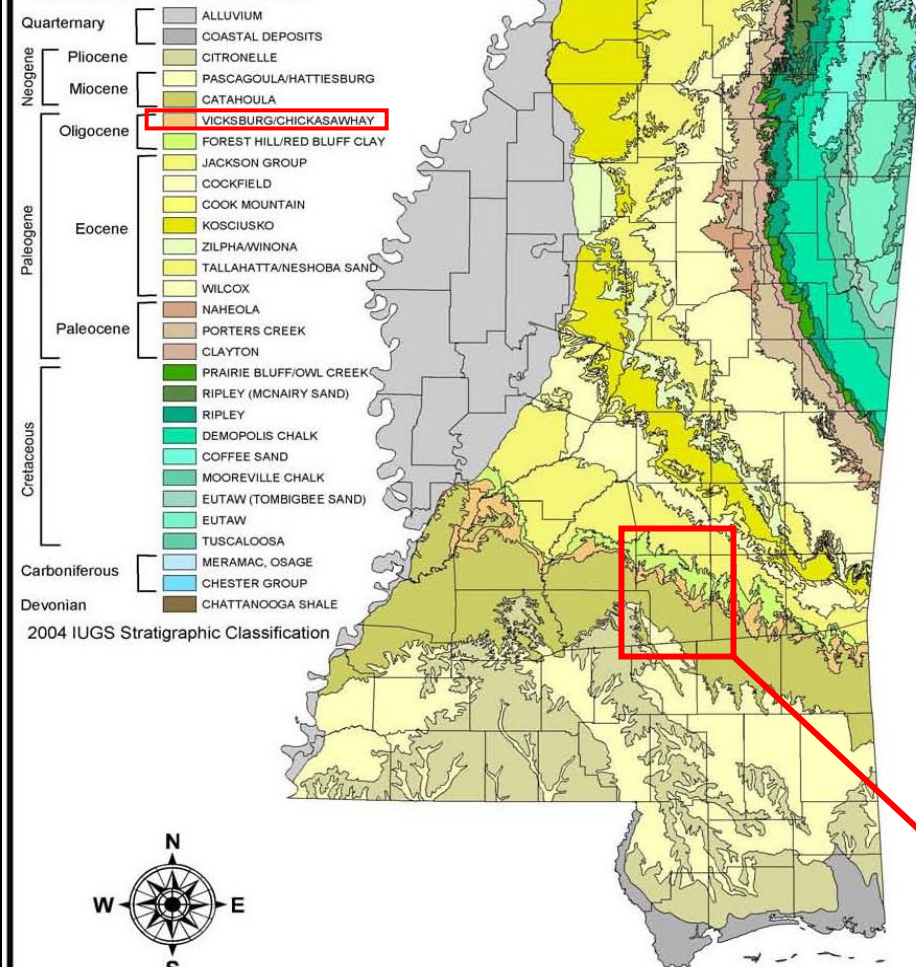 Quaternary
ALLUVIUM
COASTAL DEPOSITS
Neogene
Pliocene
CITRONELLE
Miocene
PASCAGOULA/HATTIESBURG
CATAHOULA
Paleogene
Oligocene
VICKSBURG/CHICKASAWHAY
FOREST HILL/RED BLUFF CLAY
Eocene
JACKSON GROUP
COCKFIELD
COOK MOUNTAIN
KOSCIUSKO
ZILPHA/WINONA
TALLAHATTA/NESHOBA SAND
WILCOX
Paleocene
NAHEOLA
PORTERS CREEK
CLAYTON
Cretaceous
PRAIRIE BLUFF/OWL CREEK
RIPLEY (MCNAIRY SAND)
RIPLEY
DEMOPOLIS CHALK
COFFEE SAND
MOOREVILLE CHALK
EUTAW (TOMBIGBEE SAND)
EUTAW
TUSCALOOSA
Carboniferous
MERAMAC, OSAGE
CHESTER GROUP
Devonian
CHATTANOOGA SHALE
2004 IUGS Stratigraphic Classification
N
W E
S